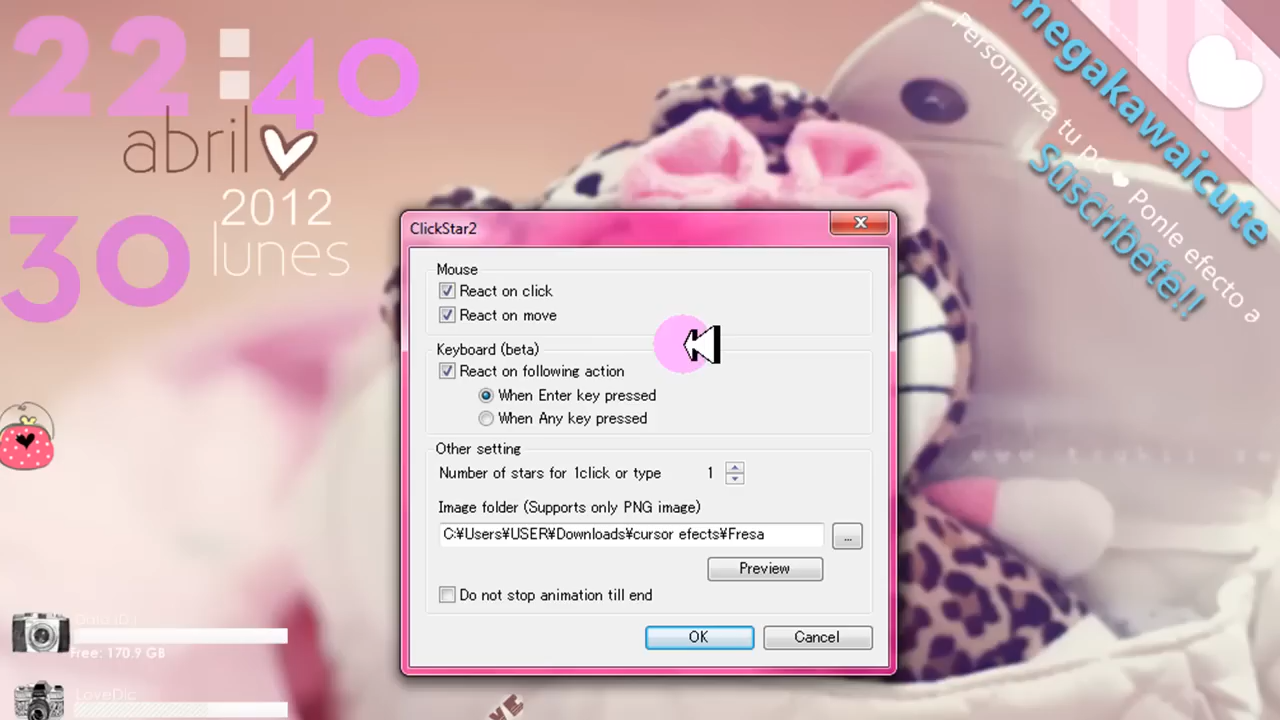 22:40
abril
2012
30
lunes
megakawaicute
Personaliza tu pc ♥ Ponle efecto a
Suscribete!!
ClickStar2
Mouse
React on click
React on move
Keyboard (beta)
React on following action
When Enter key pressed
When Any key pressed
Other setting
Number of stars for 1click or type 1
Image folder (Supports only PNG image)
C:¥Users¥USER¥Downloads¥cursor efects¥Fresa
...
Preview
Do not stop animation till end
OK
Cancel
Free: 170.9 GB